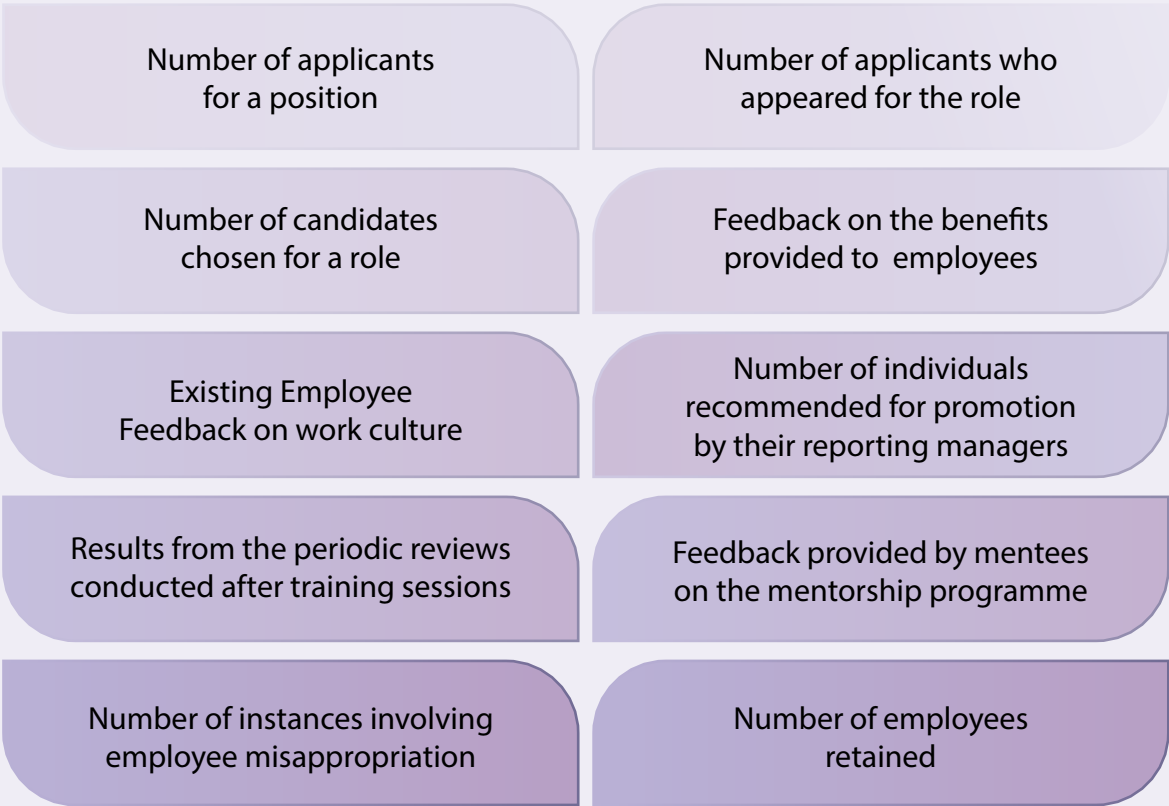 Number of applicants
for a position
Number of applicants who
appeared for the role
Number of candidates
chosen for a role
Feedback on the benefits
provided to employees
Existing Employee
Feedback on work culture
Number of individuals
recommended for promotion
by their reporting managers
Results from the periodic reviews
conducted after training sessions
Feedback provided by mentees
on the mentorship programme
Number of instances involving
employee misappropriation
Number of employees
retained